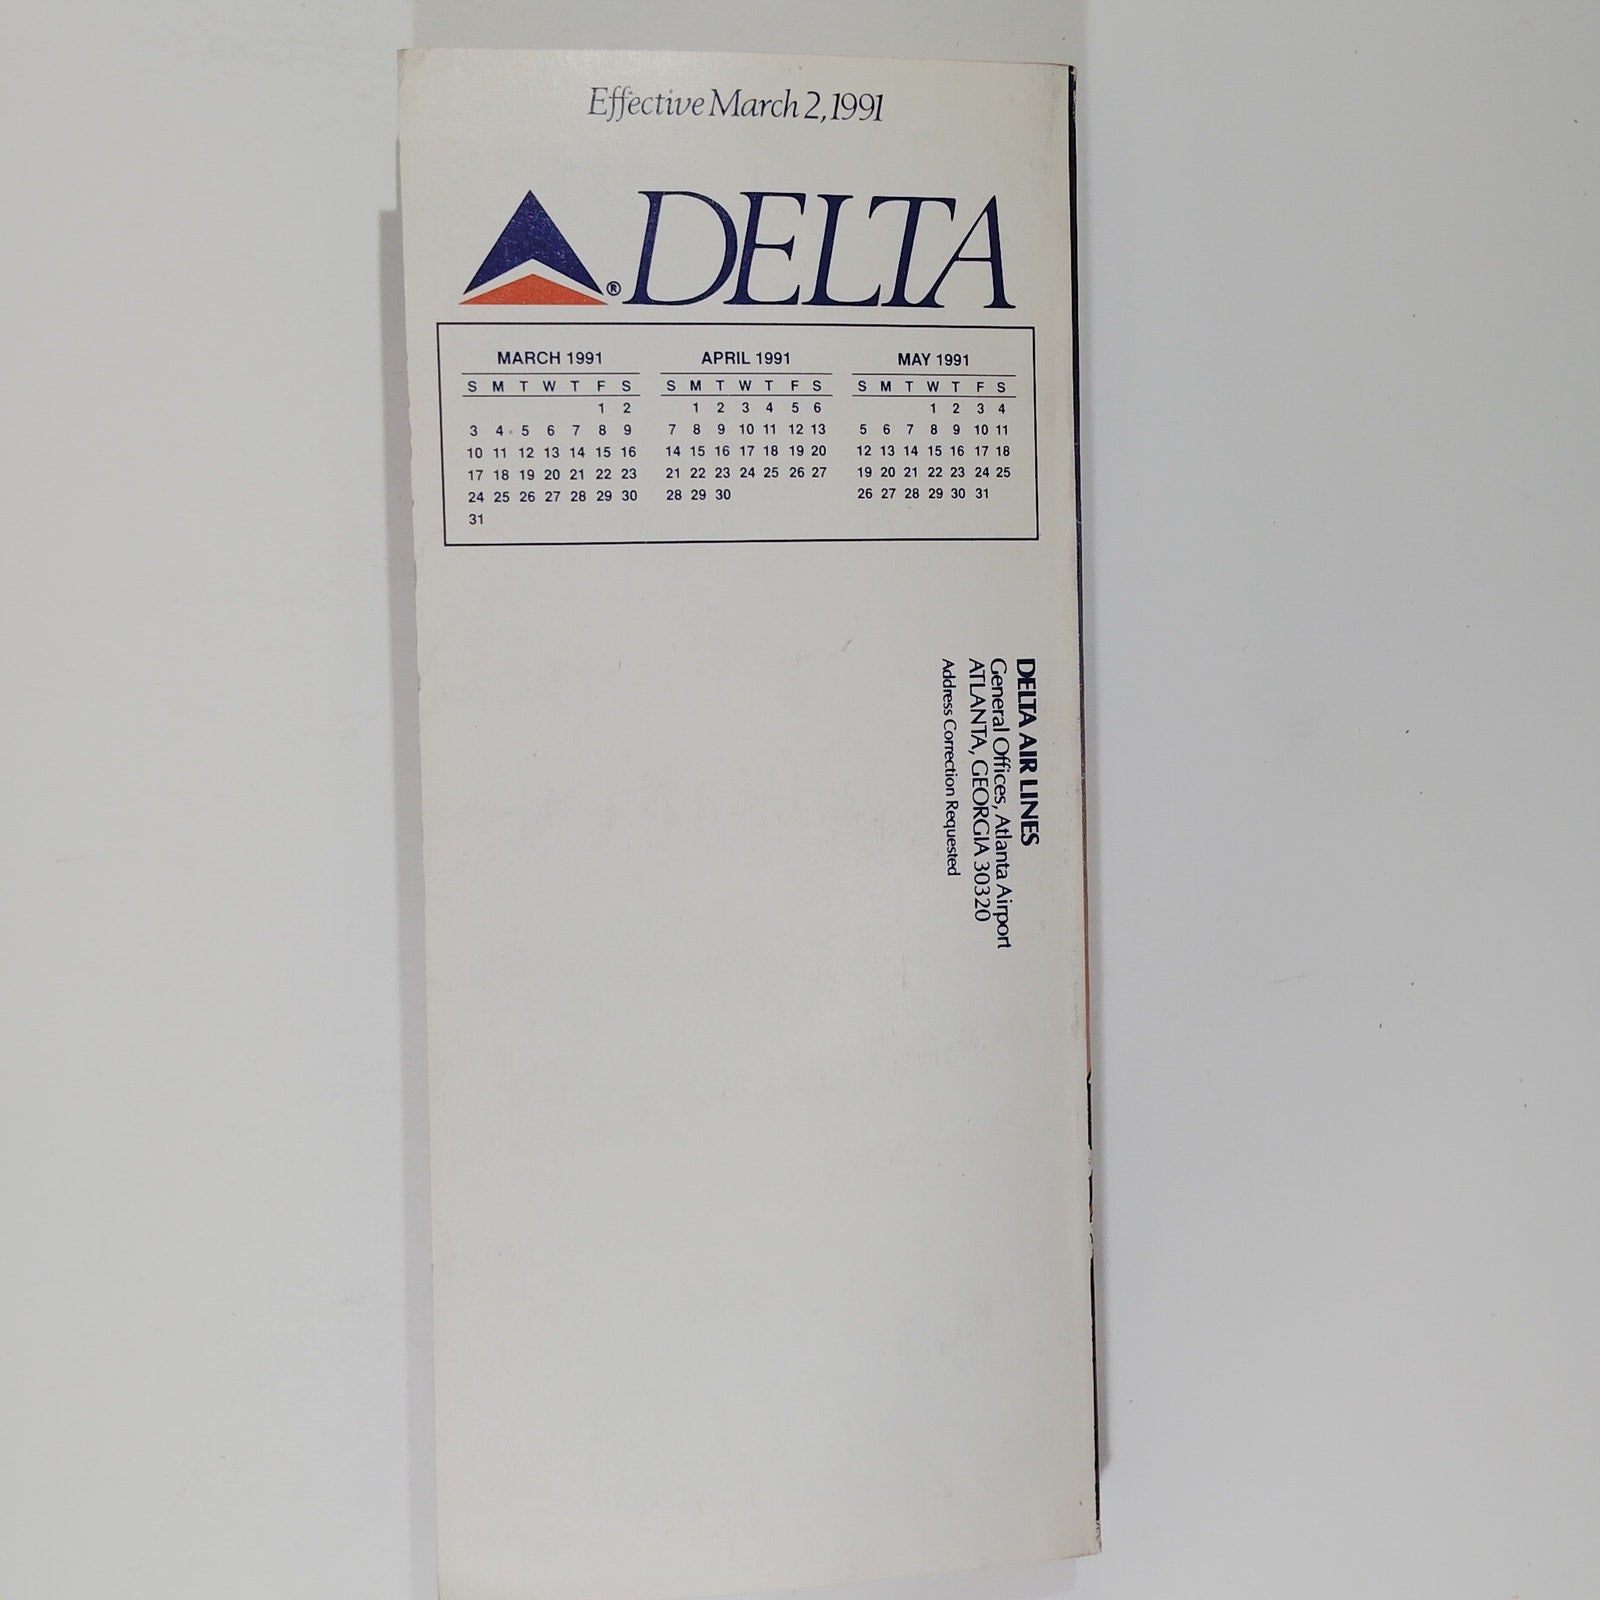 Effective March 2, 1991
® DELTA
MARCH 1991
S M T W T F S
1 2
3 4 5 6 7 8 9
10 11 12 13 14 15 16
17 18 19 20 21 22 23
24 25 26 27 28 29 30
31
APRIL 1991
S M T W T F S
1 2 3 4 5 6
7 8 9 10 11 12 13
14 15 16 17 18 19 20
21 22 23 24 25 26 27
28 29 30
MAY 1991
S M T W T F S
1 2 3 4
5 6 7 8 9 10 11
12 13 14 15 16 17 18
19 20 21 22 23 24 25
26 27 28 29 30 31
DELTA AIR LINES
General Offices, Atlanta Airport
ATLANTA, GEORGIA 30320
Address Correction Requested